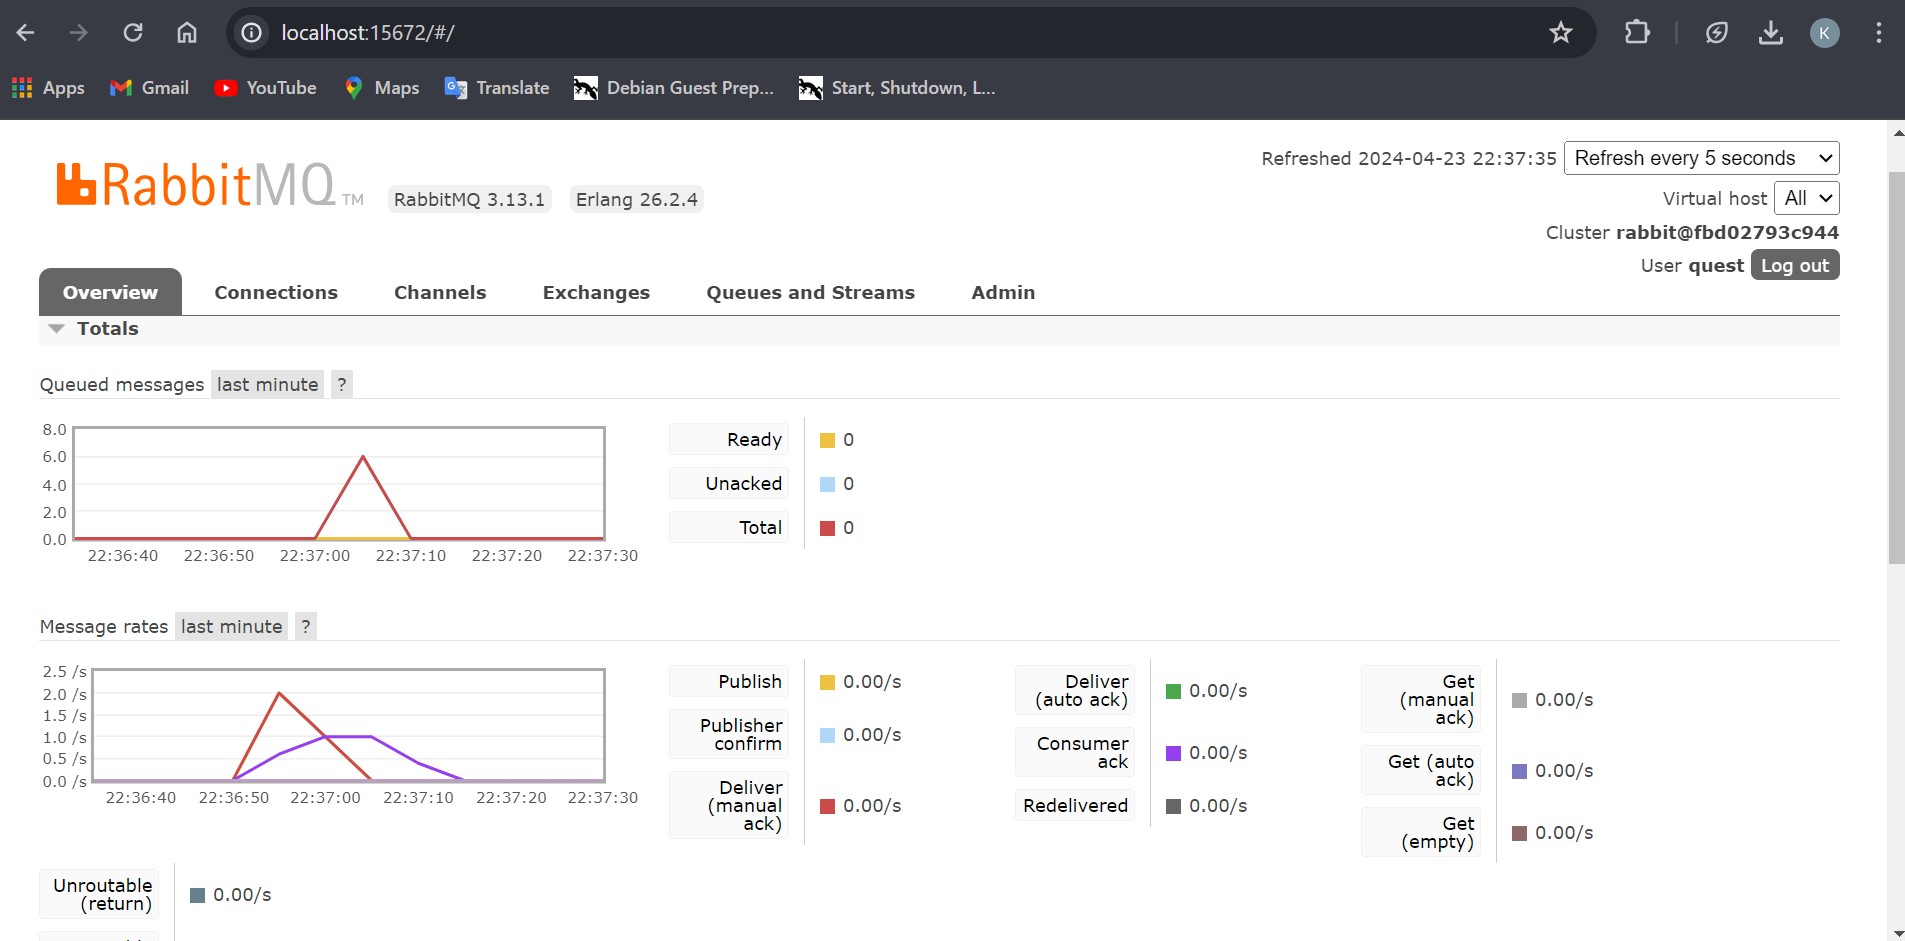 localhost:15672/#/
K
Apps Gmail YouTube Maps Translate Debian Guest Prep... Start, Shutdown, L...
RabbitMQ TM RabbitMQ 3.13.1 Erlang 26.2.4
Refreshed 2024-04-23 22:37:35 Refresh every 5 seconds
Virtual host All
Cluster rabbit@fbd02793c944
User quest Log out
Overview Connections Channels Exchanges Queues and Streams Admin
Totals
Queued messages last minute ?
8.0
6.0
4.0
2.0
0.0
22:36:40 22:36:50 22:37:00 22:37:10 22:37:20 22:37:30
Ready 0
Unacked 0
Total 0
Message rates last minute ?
2.5 /s
2.0 /s
1.5 /s
1.0 /s
0.5 /s
0.0 /s
22:36:40 22:36:50 22:37:00 22:37:10 22:37:20 22:37:30
Publish 0.00/s
Publisher
confirm 0.00/s
Deliver
(manual 0.00/s
ack)
Deliver
(auto ack) 0.00/s
Consumer
ack 0.00/s
Redelivered 0.00/s
Get
(manual 0.00/s
ack)
Get (auto
ack) 0.00/s
Get
(empty) 0.00/s
Unroutable
(return) 0.00/s